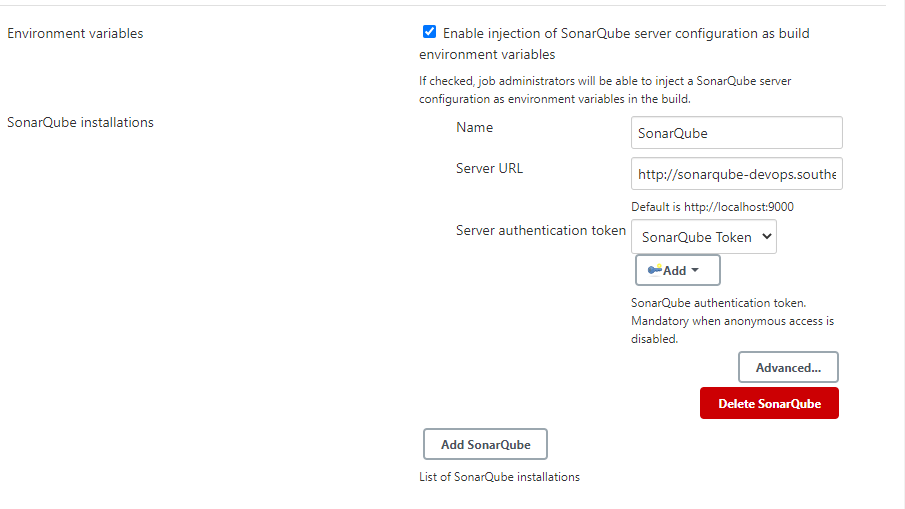 Environment variables
Enable injection of SonarQube server configuration as build
environment variables
If checked, job administrators will be able to inject a SonarQube server
configuration as environment variables in the build.
SonarQube installations
Name
SonarQube
Server URL
http://sonarqube-devops.southe
Default is http://localhost:9000
Server authentication token
SonarQube Token
Add
SonarQube authentication token.
Mandatory when anonymous access is
disabled.
Advanced...
Delete SonarQube
Add SonarQube
List of SonarQube installations